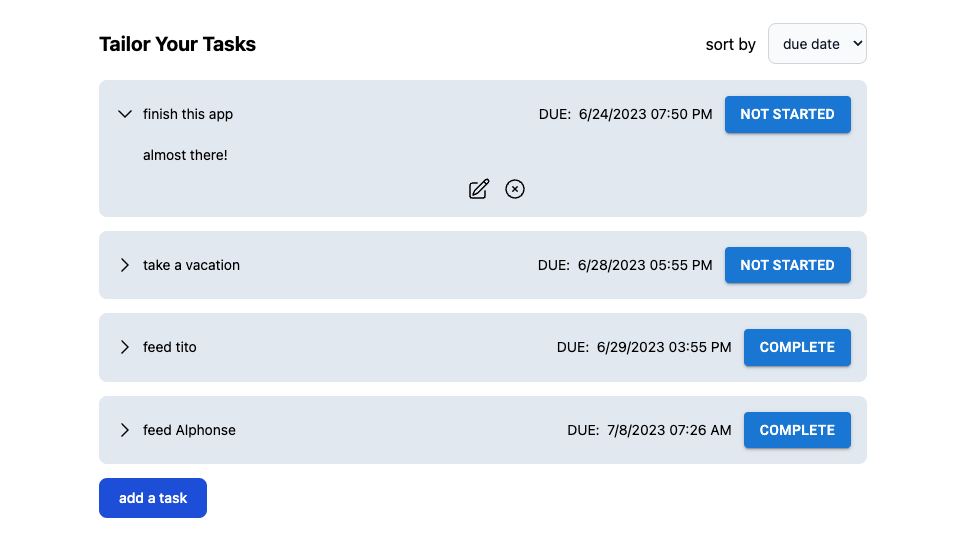 Tailor Your Tasks
sort by due date
finish this app DUE: 6/24/2023 07:50 PM NOT STARTED
almost there!
take a vacation DUE: 6/28/2023 05:55 PM NOT STARTED
feed tito DUE: 6/29/2023 03:55 PM COMPLETE
feed Alphonse DUE: 7/8/2023 07:26 AM COMPLETE
add a task